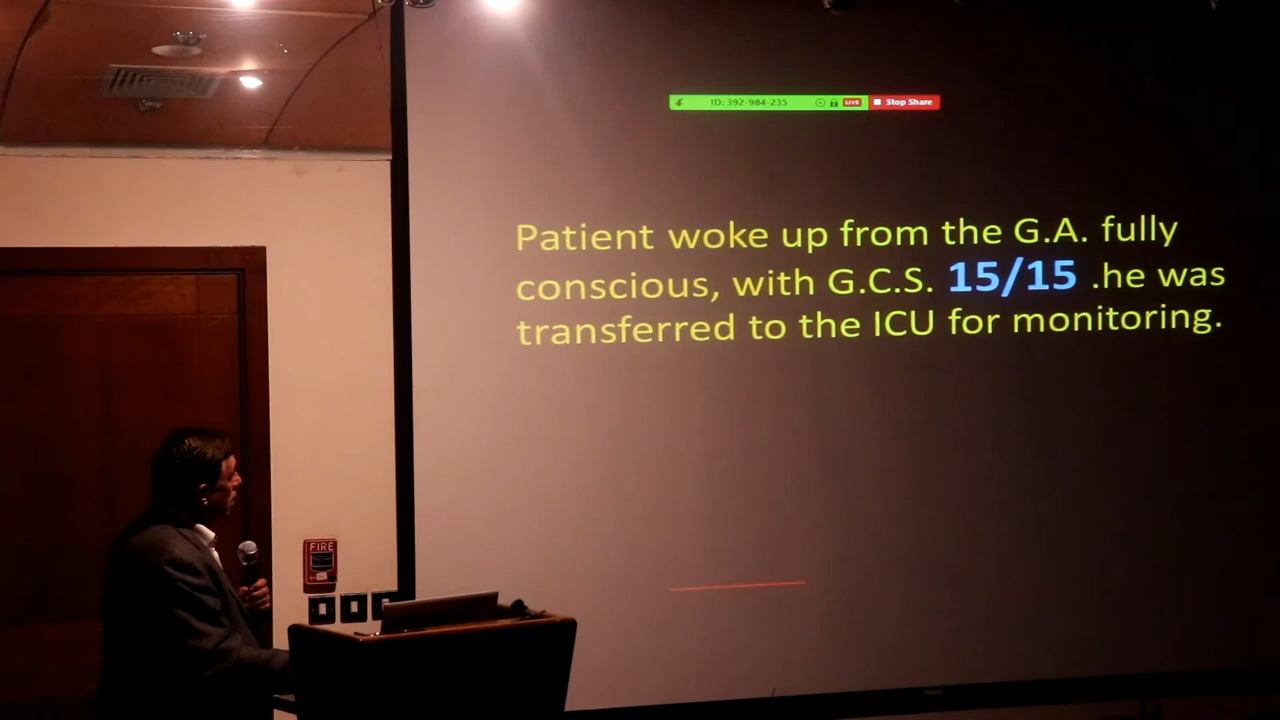 ID: 392-984-235 LIVE Stop Share
Patient woke up from the G.A. fully
conscious, with G.C.S. 15/15 .he was
transferred to the ICU for monitoring.
FIRE